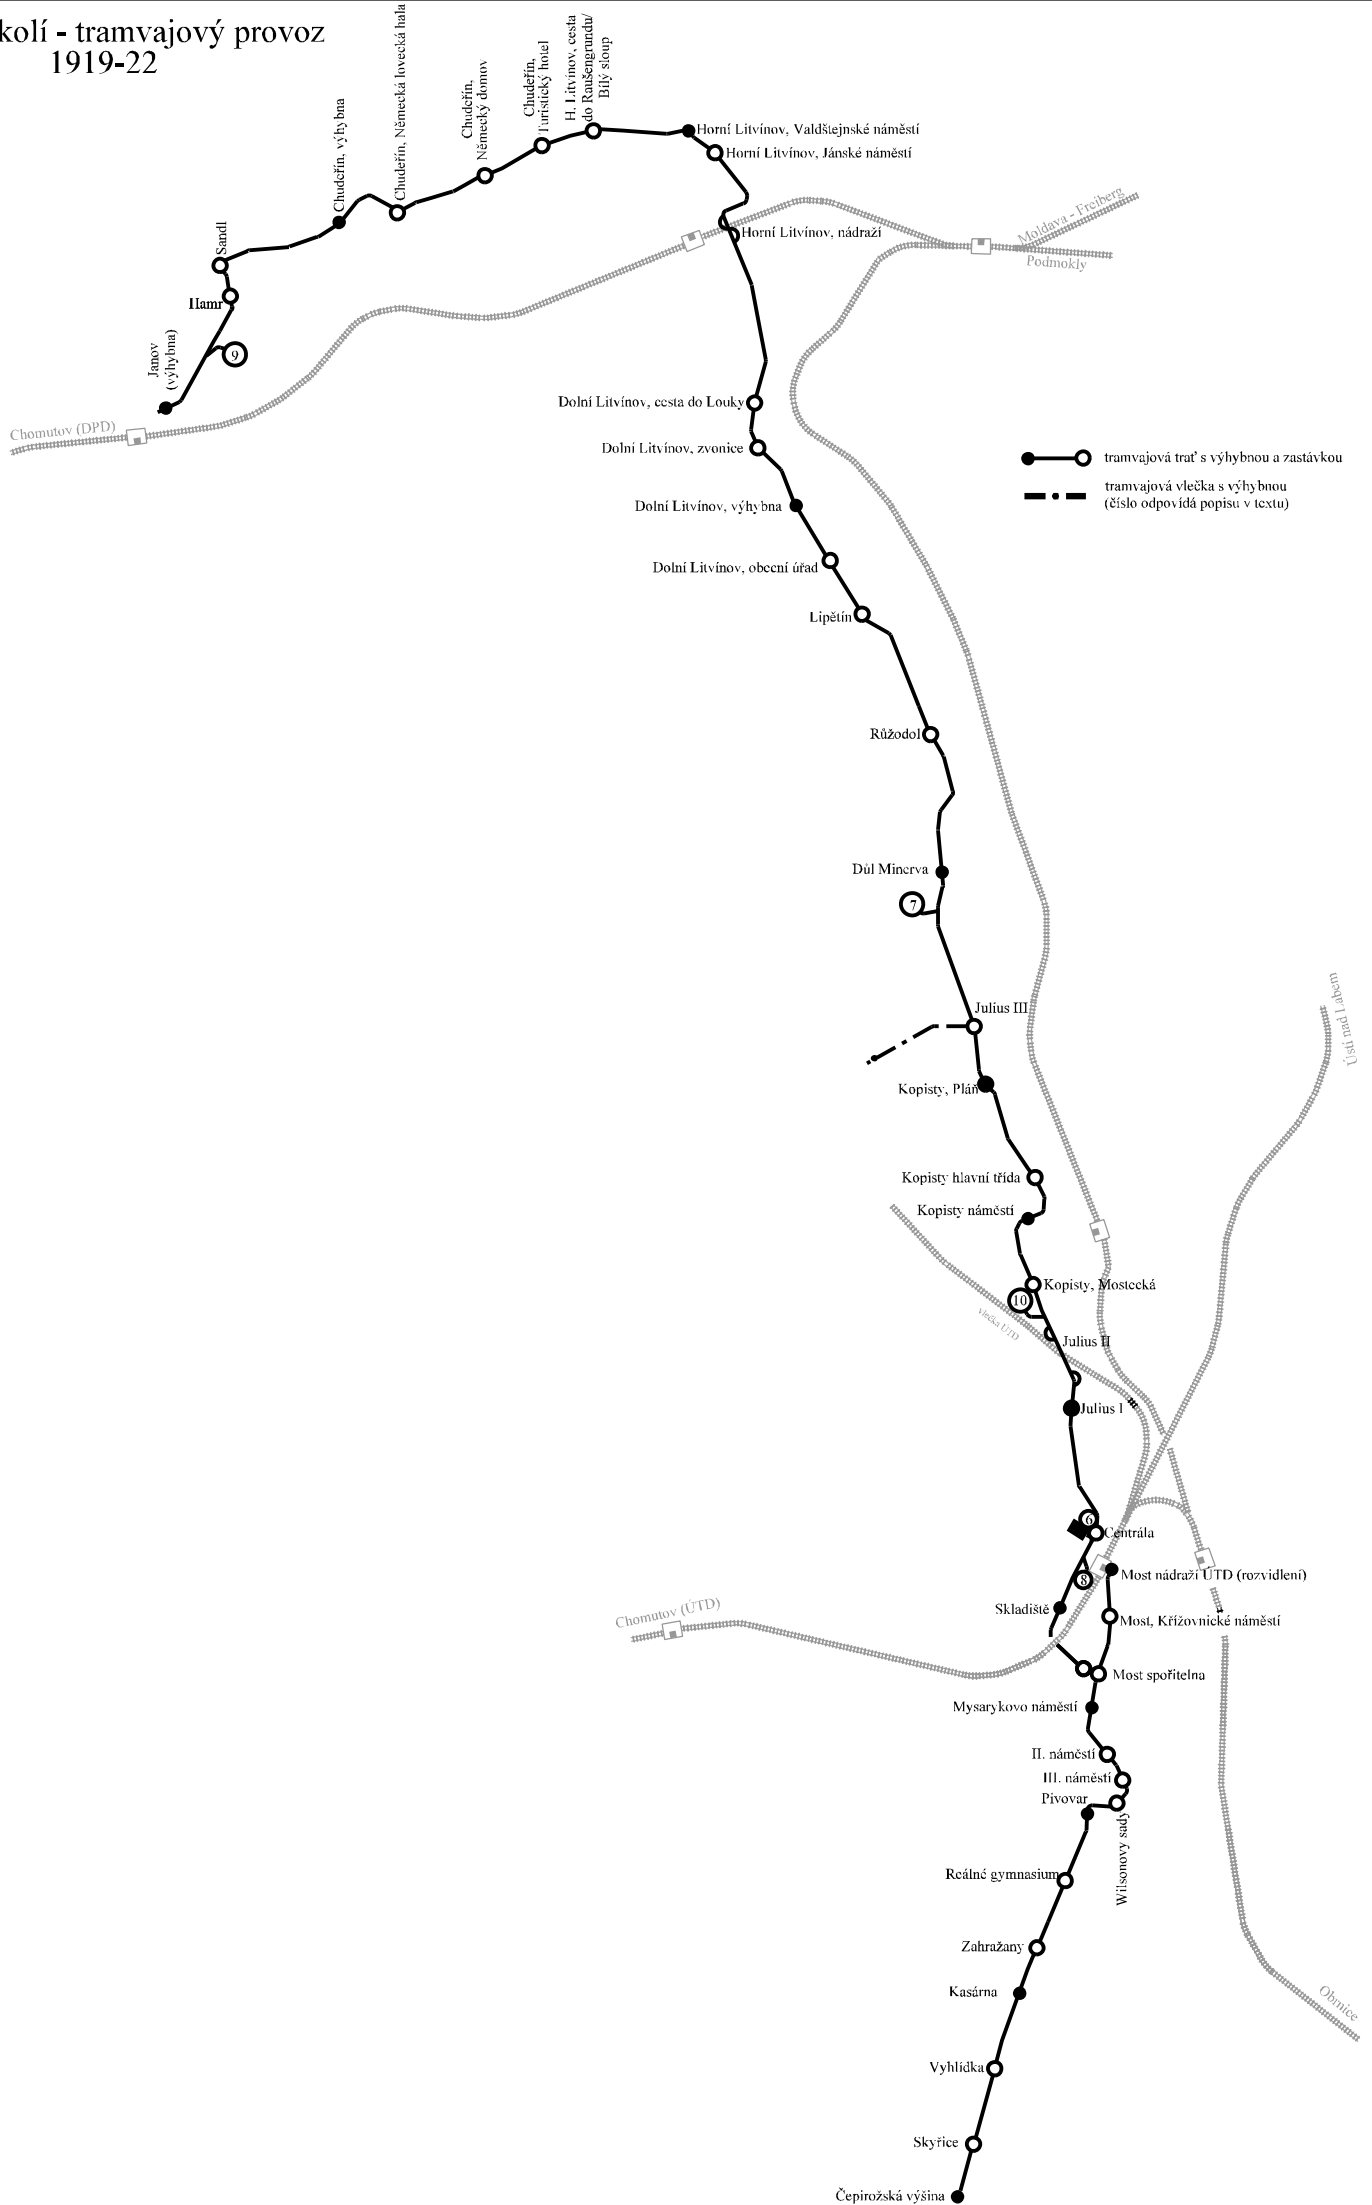 kolí - tramvajový provoz
1919-22
Chudeřín, výhybna
Chudeřín, Německá lovecká hala
Chudeřín,
Německý domov
Chudeřín,
Turistický hotel
H. Litvínov, cesta
do Raušengrundu/
Bílý sloup
Horní Litvínov, Valdštejnské náměstí
Horní Litvínov, Jánské náměstí
Horní Litvínov, nádraží
Moldava - Freiberg
Podmokly
Sandl
Hamr
9
Janov
(výhybna)
Chomutov (DPD)
Dolní Litvínov, cesta do Louky
Dolní Litvínov, zvonice
Dolní Litvínov, výhybna
Dolní Litvínov, obecní úřad
Lipětín
tramvajová trať s výhybnou a zastávkou
tramvajová vlečka s výhybnou
(číslo odpovídá popisu v textu)
Růžodol
Důl Minerva
7
Julius III
Ústí nad Labem
Kopisty, Pláň
Kopisty hlavní třída
Kopisty náměstí
Kopisty, Mostecká
10
vlečka ÚTD
Julius II
Julius I
6
Centrála
8
Most nádraží ÚTD (rozvidlení)
Skladiště
Chomutov (ÚTD)
Most, Křížovnické náměstí
Most spořitelna
Mysarykovo náměstí
II. náměstí
III. náměstí
Pivovar
Wilsonovy sady
Reálné gymnasium
Zahražany
Kasárna
Obrnice
Vyhlídka
Skyřice
Čepirožská výšina